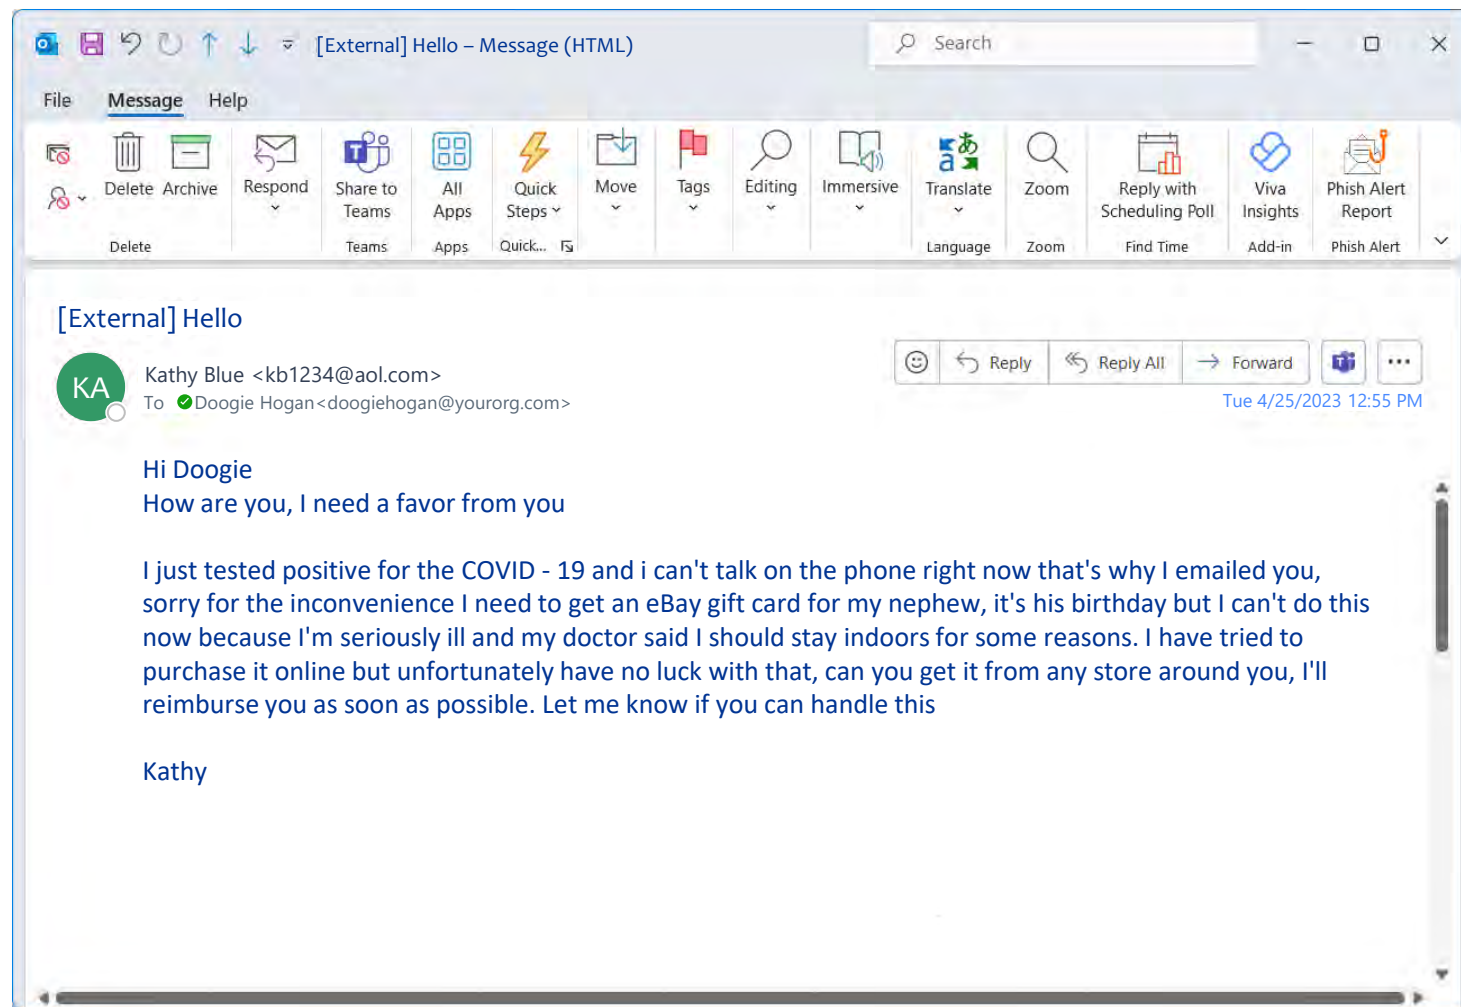 [External] Hello – Message (HTML)
Search
File Message Help
Delete Archive
Respond
Share to
Teams
All
Apps
Quick
Steps
Move
Tags
Editing
Immersive
Translate
Zoom
Reply with
Scheduling Poll
Viva
Insights
Phish Alert
Report
Delete
Teams
Apps
Quick...
Language
Zoom
Find Time
Add-in
Phish Alert
[External] Hello
KA
Kathy Blue <kb1234@aol.com>
To Doogie Hogan<doogiehogan@yourorg.com>
Reply
Reply All
Forward
Tue 4/25/2023 12:55 PM
Hi Doogie
How are you, I need a favor from you
I just tested positive for the COVID - 19 and i can't talk on the phone right now that's why I emailed you,
sorry for the inconvenience I need to get an eBay gift card for my nephew, it's his birthday but I can't do this
now because I'm seriously ill and my doctor said I should stay indoors for some reasons. I have tried to
purchase it online but unfortunately have no luck with that, can you get it from any store around you, I'll
reimburse you as soon as possible. Let me know if you can handle this
Kathy